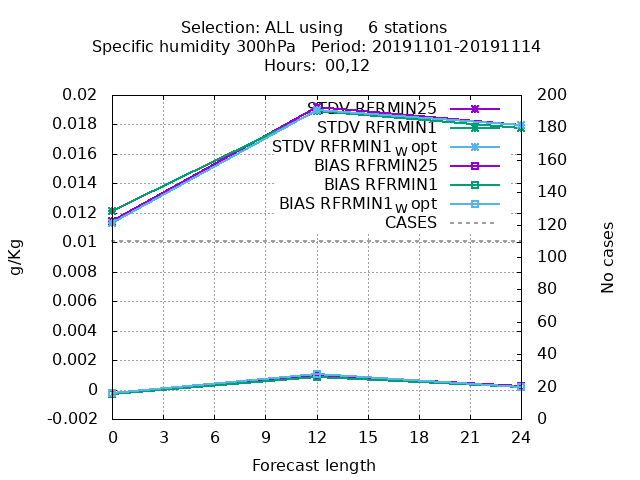 Selection: ALL using 6 stations
Specific humidity 300hPa Period: 20191101-20191114
Hours: 00,12
0.02
0.018
0.016
0.014
0.012
0.01
0.008
0.006
0.004
0.002
0
-0.002
g/Kg
STDV RFRMIN25
STDV RFRMIN1
STDV RFRMIN1_W opt
BIAS RFRMIN25
BIAS RFRMIN1
BIAS RFRMIN1_W opt
CASES
200
180
160
140
120
100
80
60
40
20
0
No cases
0 3 6 9 12 15 18 21 24
Forecast length